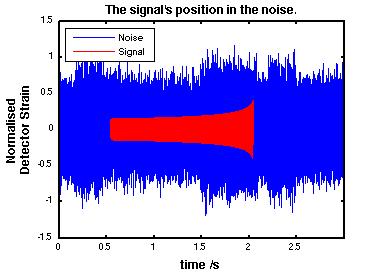 The signal's position in the noise.
Noise
Signal
Normalised
Detector Strain
1.5
1
0.5
0
-0.5
-1
-1.5
0
0.5
1
1.5
2
2.5
time /s